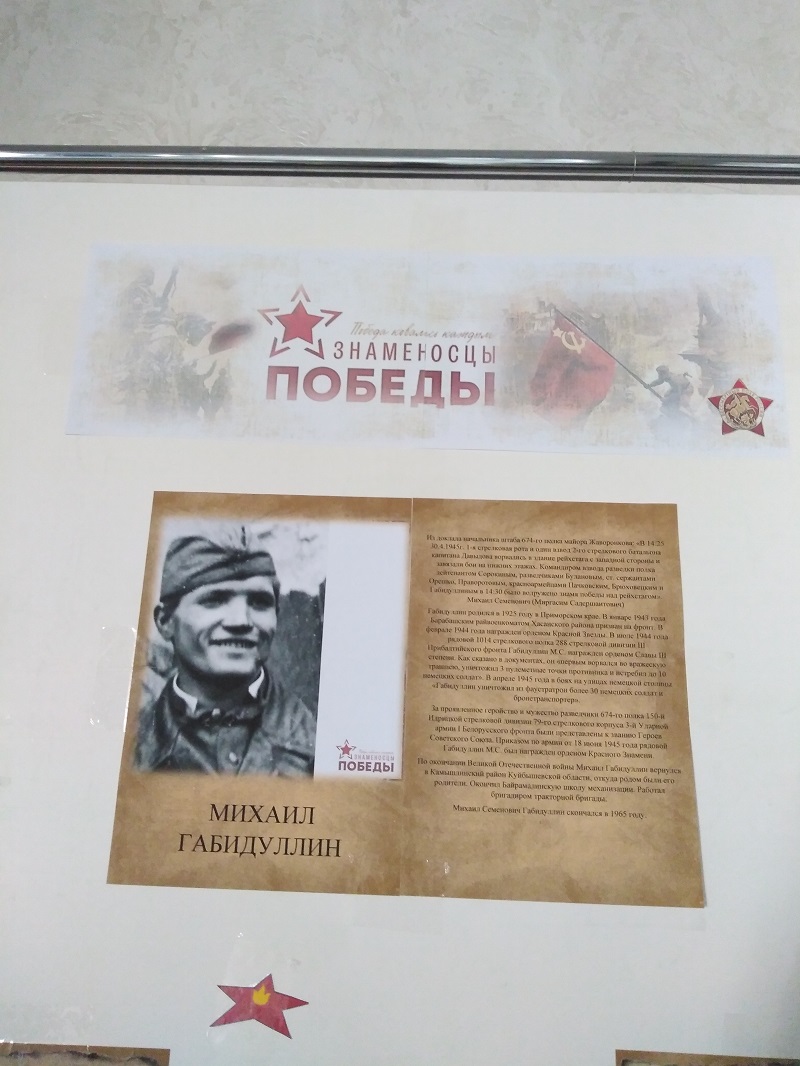 Победа ковалась каждым
ЗНАМЕНОСЦЫ
ПОБЕДЫ
ЗНАМЕНОСЦЫ
ПОБЕДЫ
МИХАИЛ
ГАБИДУЛЛИН
Из доклада начальника штаба 674-го полка майора Жаворонкова: «В 14:25
30.4.1945г. 1-я стрелковая рота и один взвод 2-го стрелкового батальона
капитана Давыдова ворвались в здание рейхстага с западной стороны и
завязали бои на нижних этажах. Командиром взвода разведки полка
лейтенантом Сорокиным, разведчиками Булатовым, ст. сержантами
Орешко, Правоторовым, красноармейцами Пачковским, Брюховецким и
Габидуллиным в 14:30 было водружено знамя победы над рейхстагом».
Михаил Семенович (Миргасим
Габидуллин родился в 1925 году в Приморском крае. В январе 1943 года
Барабашским райвоенкоматом Хасанского района призван на фронт. В
феврале 1944 года награжден орденом Красной Звезды. В июле 1944 года
рядовой 1014 стрелкового полка 288 стрелковой дивизии III
Прибалтийского фронта Габидуллин М.С. награжден орденом Славы III
степени. Как сказано в документах, он «первым ворвался во вражескую
траншею, уничтожил 3 пулеметные точки противника и истребил до 10
немецких солдат». В апреле 1945 года в боях на улицах немецкой столицы
«Габидуллин уничтожил из фаустпатрон более 30 немецких солдат и
бронетранспортер».
За проявленное геройство и мужество разведчики 674-го полка 150-й
Идрицкой стрелковой дивизии 79-го стрелкового корпуса 3-й Ударной
армии I Белорусского фронта были представлены к званию Героев
Советского Союза. Приказом по армии от 18 июня 1945 года рядовой
Габидуллин М.С. был награжден орденом Красного Знамени.
По окончании Великой Отечественной войны Михаил Габидуллин вернулся
в Камышлинский район Куйбышевской области, откуда родом были его
родители. Окончил Байрамалинскую школу механизации. Работал
бригадиром тракторной бригады.
Михаил Семенович Габидуллин скончался в 1965 году.